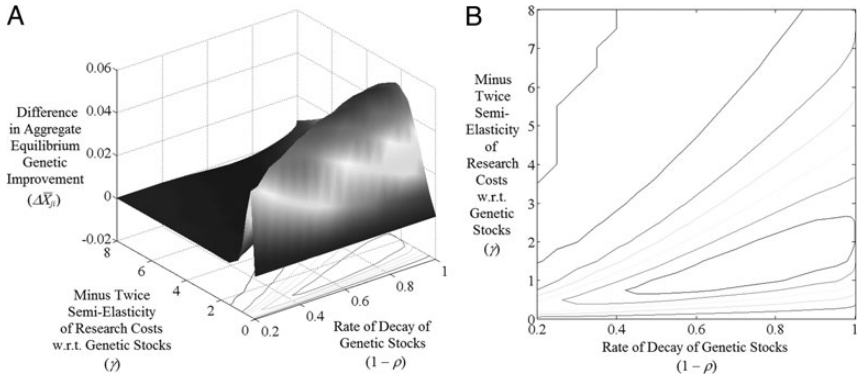 A
0.06
0.04
0.02
0
-0.02
Difference
in Aggregate
Equilibrium
Genetic
Improvement
(ΔX̅ⱼᵢ)
8
6
4
2
0
Minus Twice
Semi-Elasticity
of Research Costs
w.r.t. Genetic Stocks
(γ)
0.2
0.4
0.6
0.8
1
Rate of Decay of
Genetic Stocks
(1 − ρ)
B
8
7
6
5
4
3
2
1
0
Minus
Twice
Semi-
Elasticity
of
Research
Costs
w.r.t.
Genetic
Stocks
(γ)
0.2
0.4
0.6
0.8
1
Rate of Decay of Genetic Stocks
(1 − ρ)